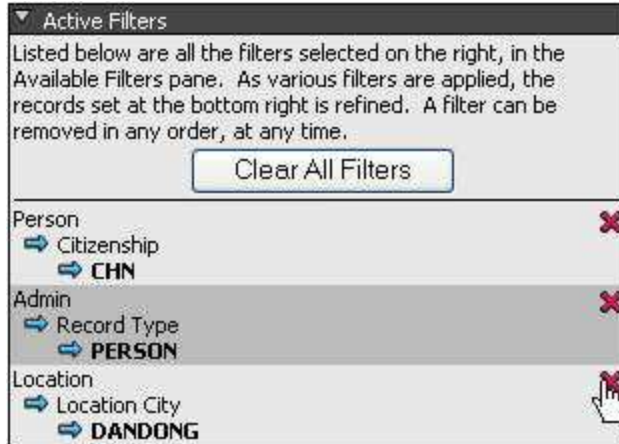 Active Filters
Listed below are all the filters selected on the right, in the
Available Filters pane. As various filters are applied, the
records set at the bottom right is refined. A filter can be
removed in any order, at any time.
Clear All Filters
Person
Citizenship
CHN
Admin
Record Type
PERSON
Location
Location City
DANDONG